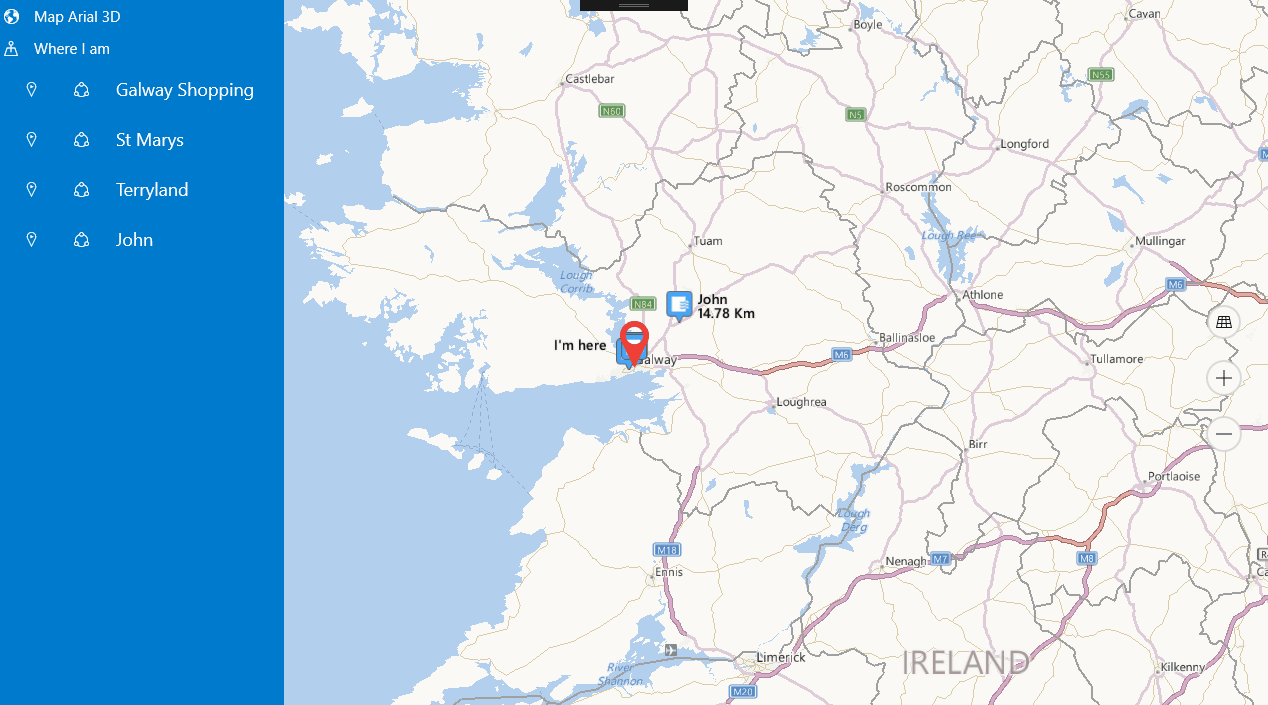 Map Arial 3D
Where I am
Galway Shopping
St Marys
Terryland
John
Cavan
Boyle
Castlebar
N55
N60
N5
Longford
Roscommon
Lough Ree
Tuam
Mullingar
Lough
Corrib
M6
Athlone
N84
John
14.78 Km
I'm here
Galway
Ballinasloe
M6
Tullamore
Loughrea
Birr
Portlaoise
Lough
Derg
M18
Nenagh
M7
M8
Ennis
IRELAND
Limerick
River
Shannon
Kilkenny
M20